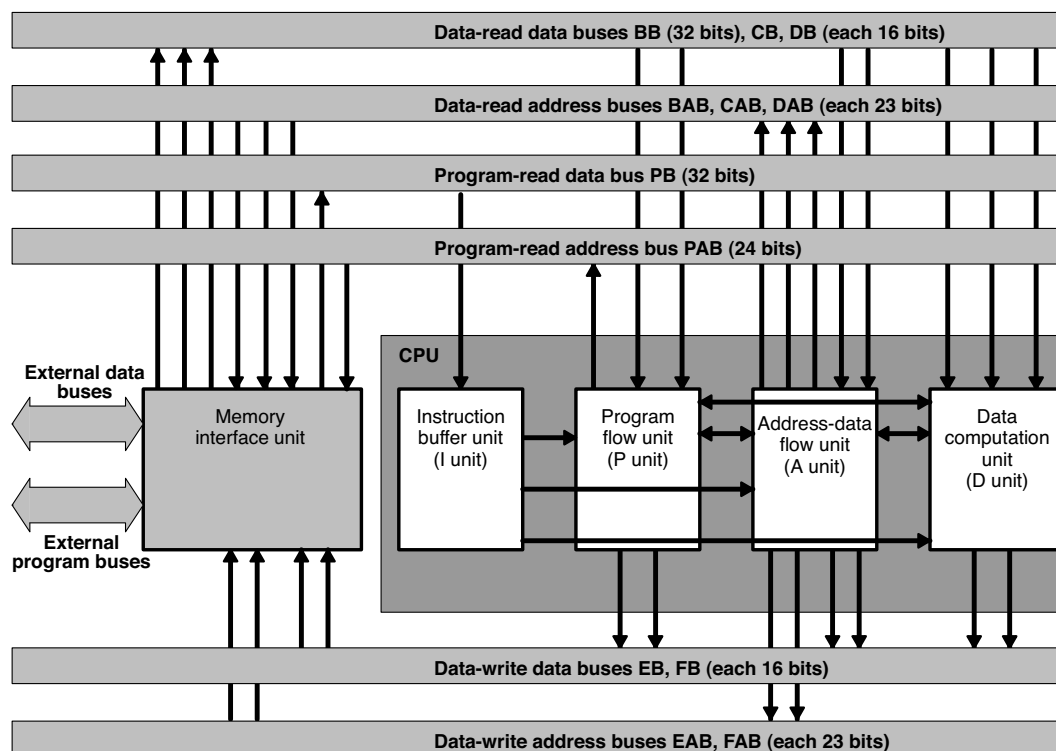 Data-read data buses BB (32 bits), CB, DB (each 16 bits)
Data-read address buses BAB, CAB, DAB (each 23 bits)
Program-read data bus PB (32 bits)
Program-read address bus PAB (24 bits)
CPU
External data
buses
Memory
interface unit
External
program buses
Instruction
buffer unit
(I unit)
Program
flow unit
(P unit)
Address-data
flow unit
(A unit)
Data
computation
unit
(D unit)
Data-write data buses EB, FB (each 16 bits)
Data-write address buses EAB, FAB (each 23 bits)